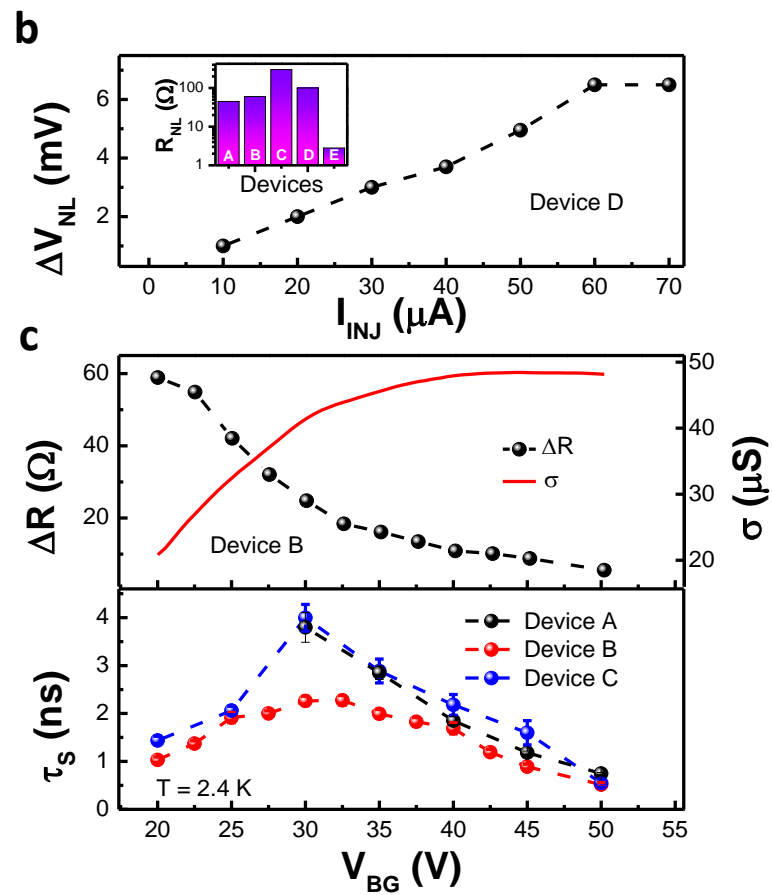 b
ΔV_NL (mV)
6
4
2
R_NL (Ω)
100
10
1
A B C D E
Devices
Device D
0 10 20 30 40 50 60 70
I_INJ (μA)
c
ΔR (Ω)
60
40
20
ΔR
σ
Device B
50
40
30
20
σ (μS)
τ_S (ns)
4
3
2
1
0
Device A
Device B
Device C
T = 2.4 K
20 25 30 35 40 45 50 55
V_BG (V)